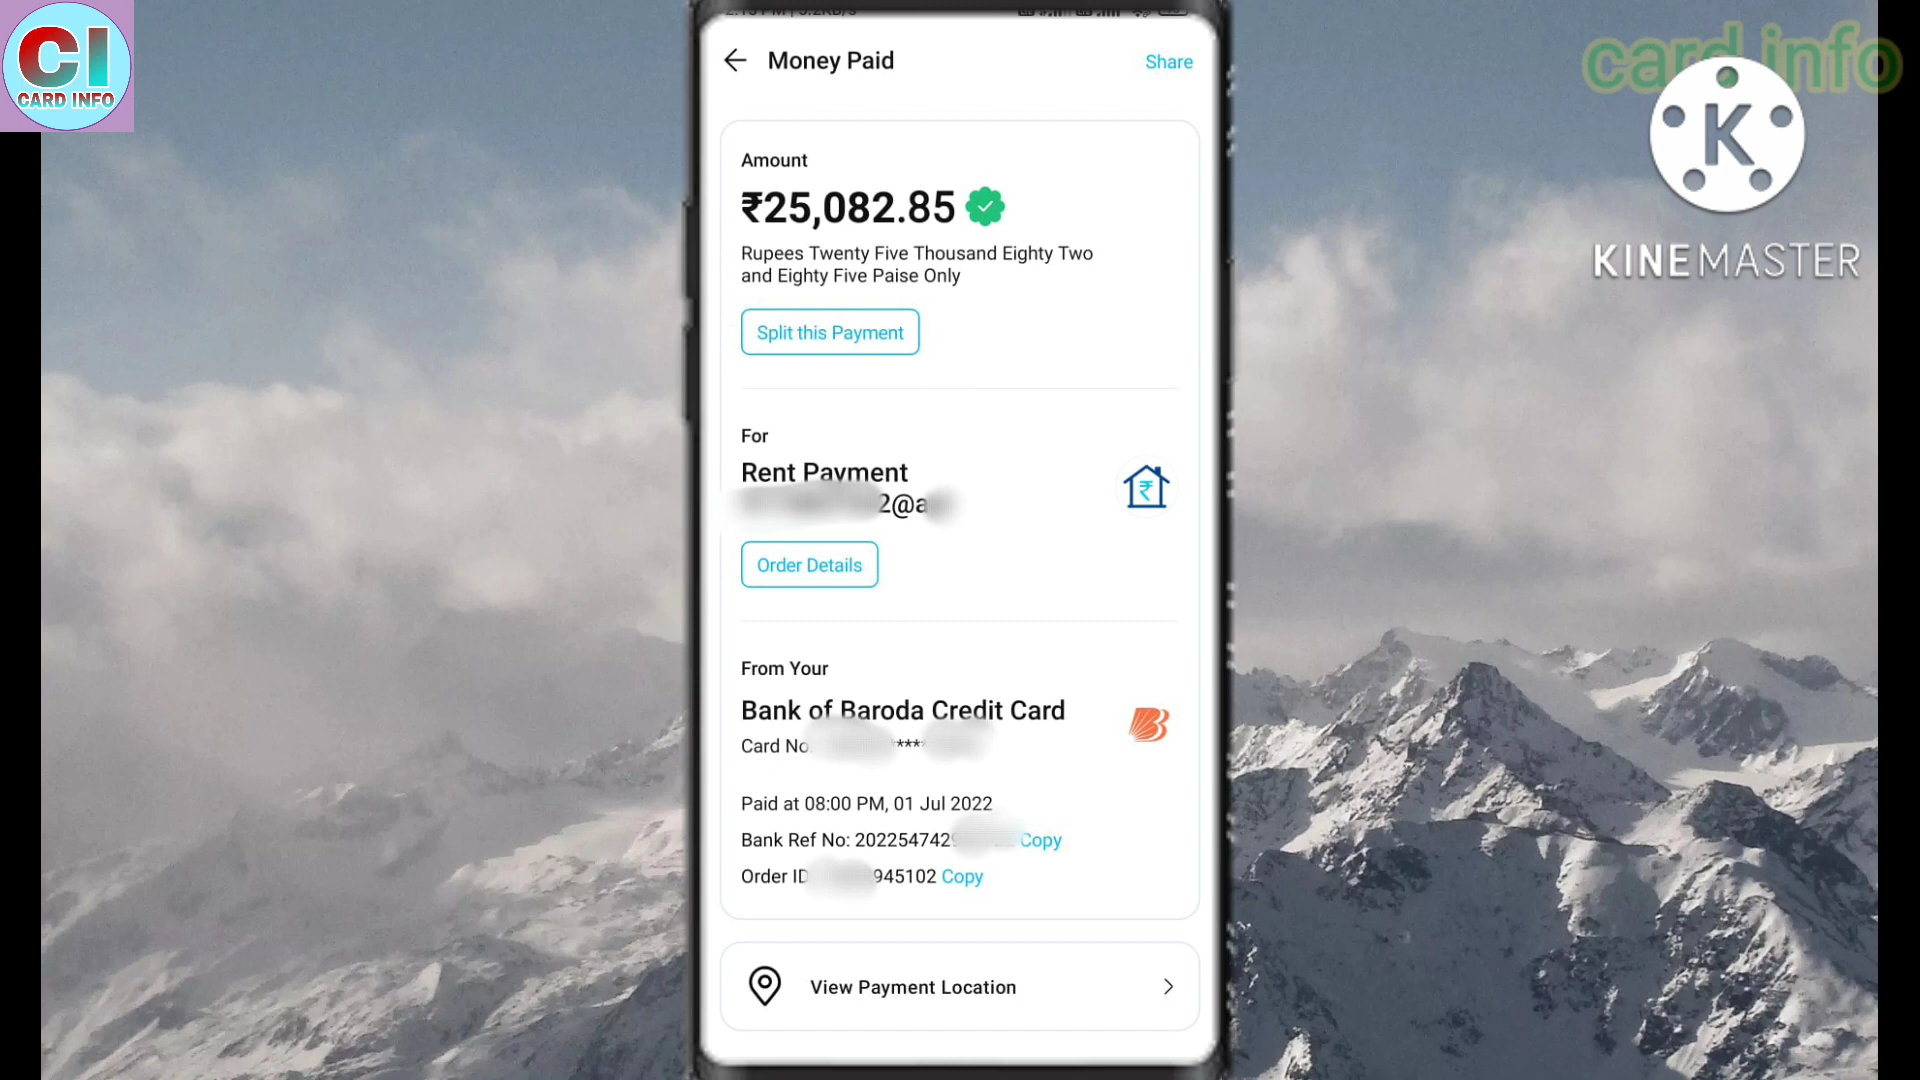 CI
CARD INFO
card info
K
KINEMASTER
Money Paid
Share
Amount
₹25,082.85
Rupees Twenty Five Thousand Eighty Two
and Eighty Five Paise Only
Split this Payment
For
Rent Payment
2@a
₹
Order Details
From Your
Bank of Baroda Credit Card
Card No. ****
Paid at 08:00 PM, 01 Jul 2022
Bank Ref No: 202254742 Copy
Order ID 945102 Copy
View Payment Location